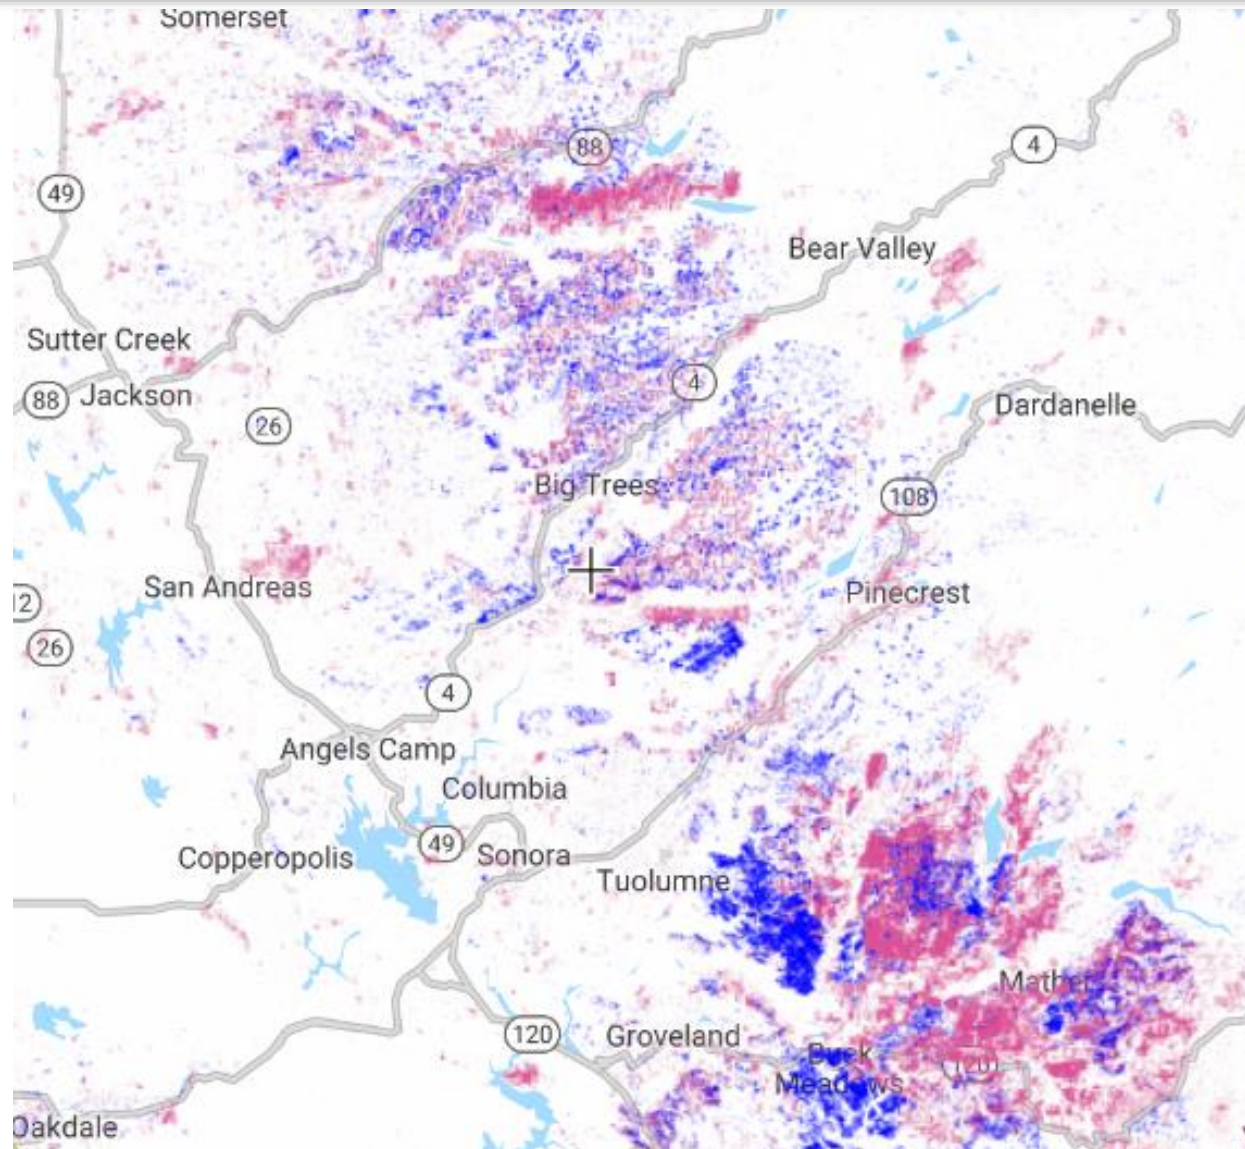 Somerset
88
4
49
Bear Valley
Sutter Creek
4
88
Jackson
Dardanelle
26
Big Trees
108
San Andreas
Pinecrest
12
26
4
Angels Camp
Columbia
49
Copperopolis
Sonora
Tuolumne
Mather
120
Groveland
Buck
Meadows
120
Oakdale